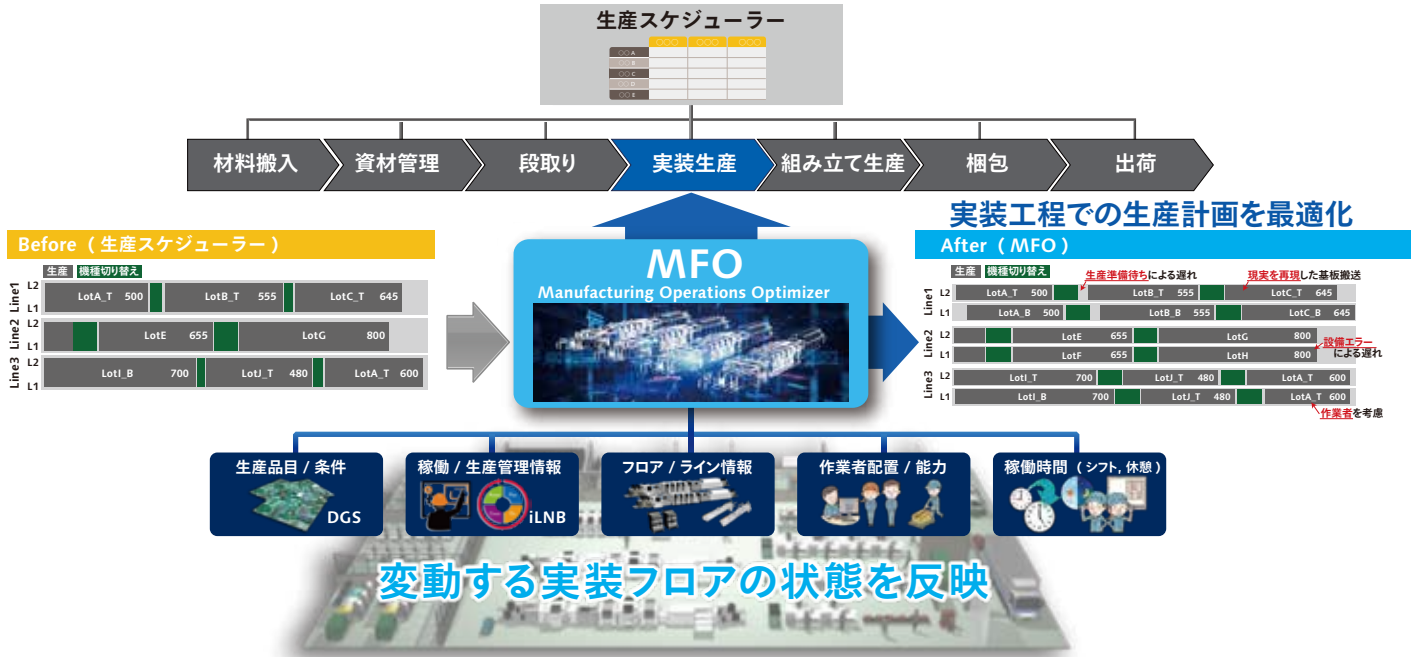 生産スケジューラー
○○○ ○○○ ○○○
○○ A
○○ B
○○ C
○○ D
○○ E
材料搬入
資材管理
段取り
実装生産
組み立て生産
梱包
出荷
実装工程での生産計画を最適化
Before（生産スケジューラー）
生産 機種切り替え
Line1
L2
L1
LotA_T 500
LotB_T 555
LotC_T 645
Line2
L2
L1
LotE 655
LotG 800
Line3
L2
L1
LotI_B 700
LotJ_T 480
LotA_T 600
MFO
Manufacturing Operations Optimizer
After（MFO）
生産 機種切り替え
生産準備待ちによる遅れ
現実を再現した基板搬送
Line1
L2
LotA_T 500
LotB_T 555
LotC_T 645
L1
LotA_B 500
LotB_B 555
LotC_B 645
Line2
L2
LotE 655
LotG 800
L1
LotF 655
LotH 800
設備エラー
による遅れ
Line3
L2
LotI_T 700
LotJ_T 480
LotA_T 600
L1
LotI_B 700
LotJ_T 480
LotA_T 600
作業者を考慮
生産品目 / 条件
DGS
稼働 / 生産管理情報
iLNB
フロア / ライン情報
作業者配置 / 能力
稼働時間（シフト, 休憩）
変動する実装フロアの状態を反映